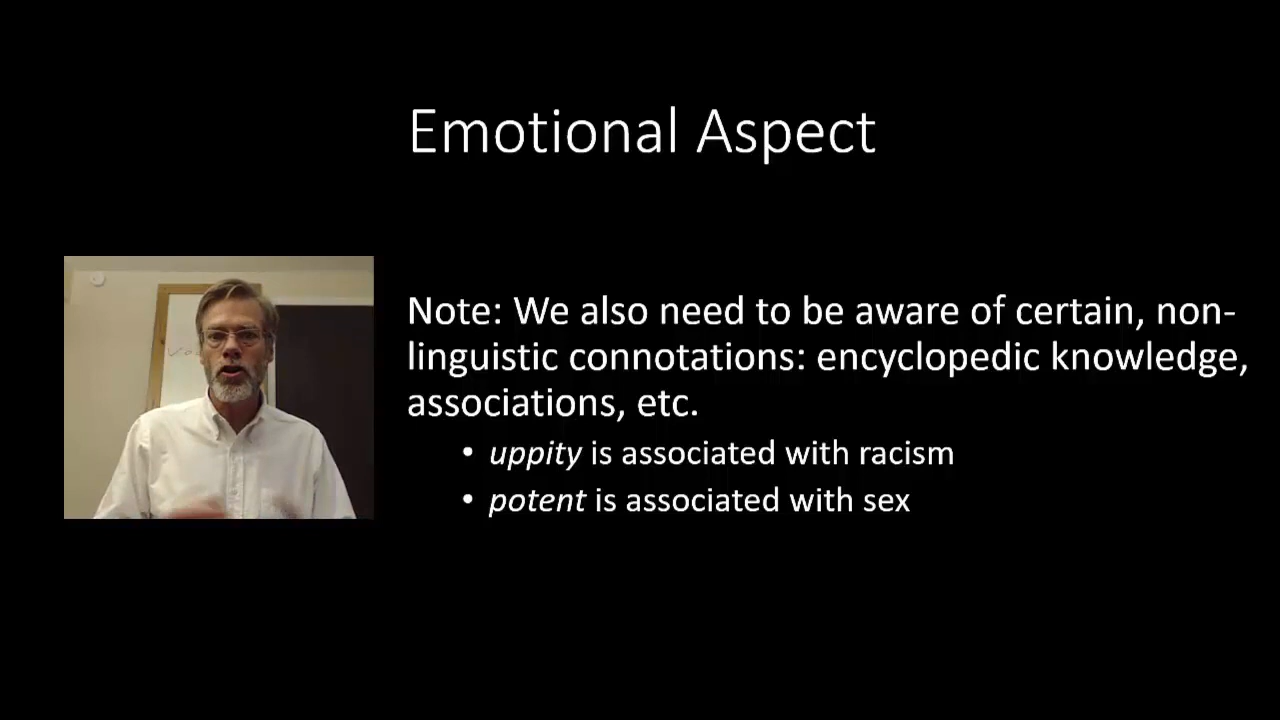 Emotional Aspect
Note: We also need to be aware of certain, non-
linguistic connotations: encyclopedic knowledge,
associations, etc.
• uppity is associated with racism
• potent is associated with sex